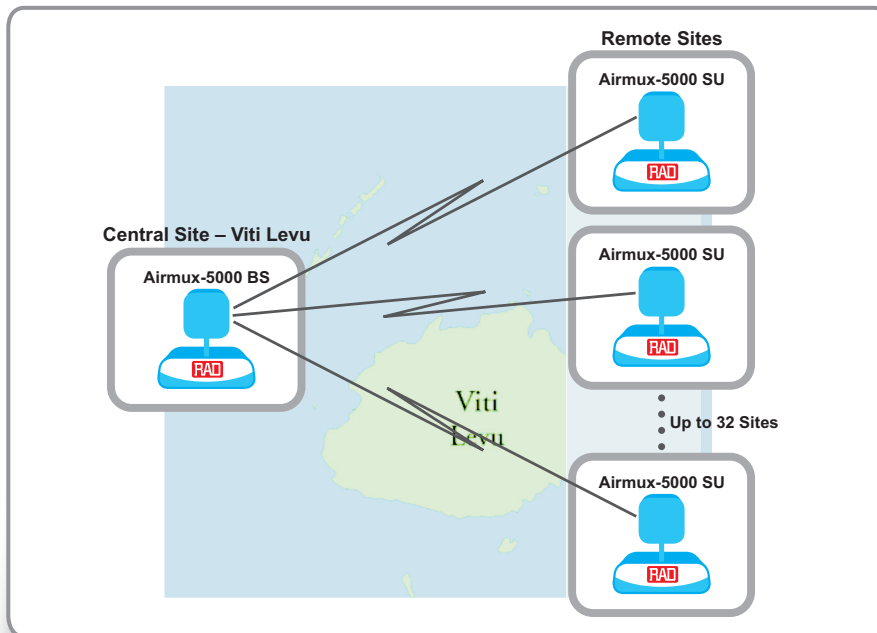 Remote Sites
Airmux-5000 SU
RAD
Central Site – Viti Levu
Airmux-5000 BS
RAD
Airmux-5000 SU
RAD
Viti
Levu
Up to 32 Sites
Airmux-5000 SU
RAD